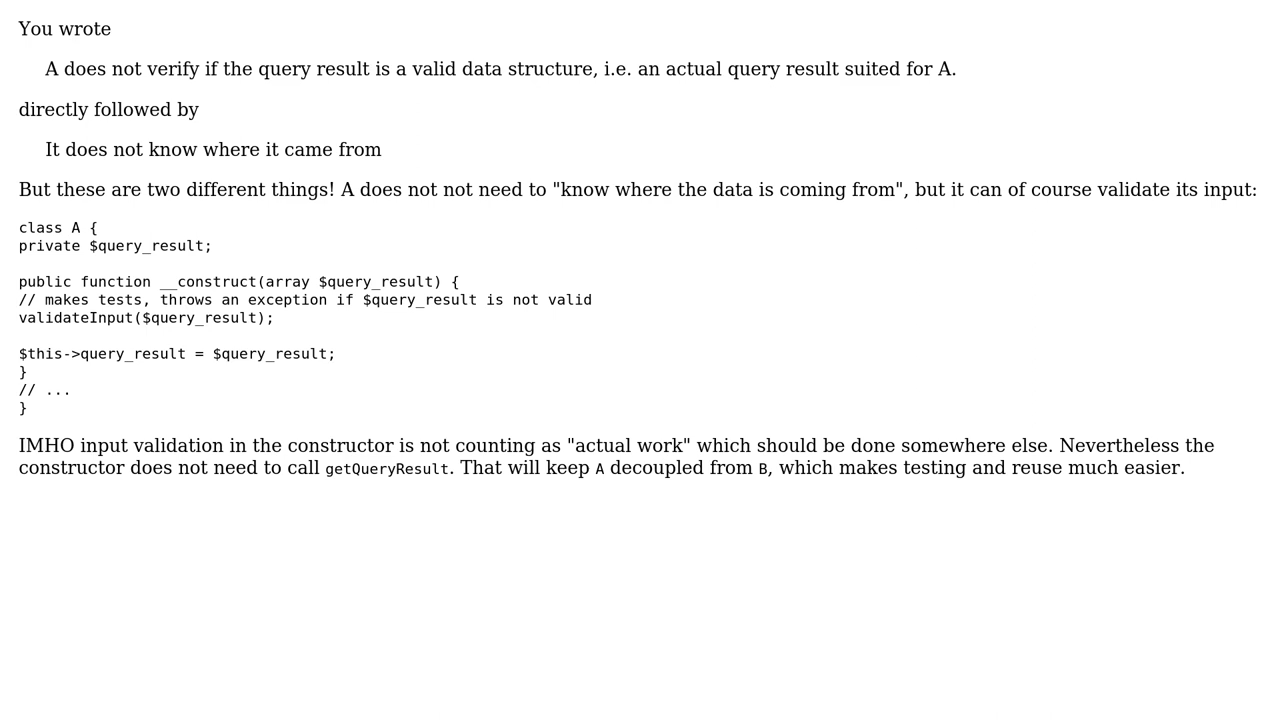 You wrote
A does not verify if the query result is a valid data structure, i.e. an actual query result suited for A.
directly followed by
It does not know where it came from
But these are two different things! A does not not need to "know where the data is coming from", but it can of course validate its input:
class A {
private $query_result;
public function __construct(array $query_result) {
// makes tests, throws an exception if $query_result is not valid
validateInput($query_result);
$this->query_result = $query_result;
}
// ...
}
IMHO input validation in the constructor is not counting as "actual work" which should be done somewhere else. Nevertheless the
constructor does not need to call getQueryResult. That will keep A decoupled from B, which makes testing and reuse much easier.